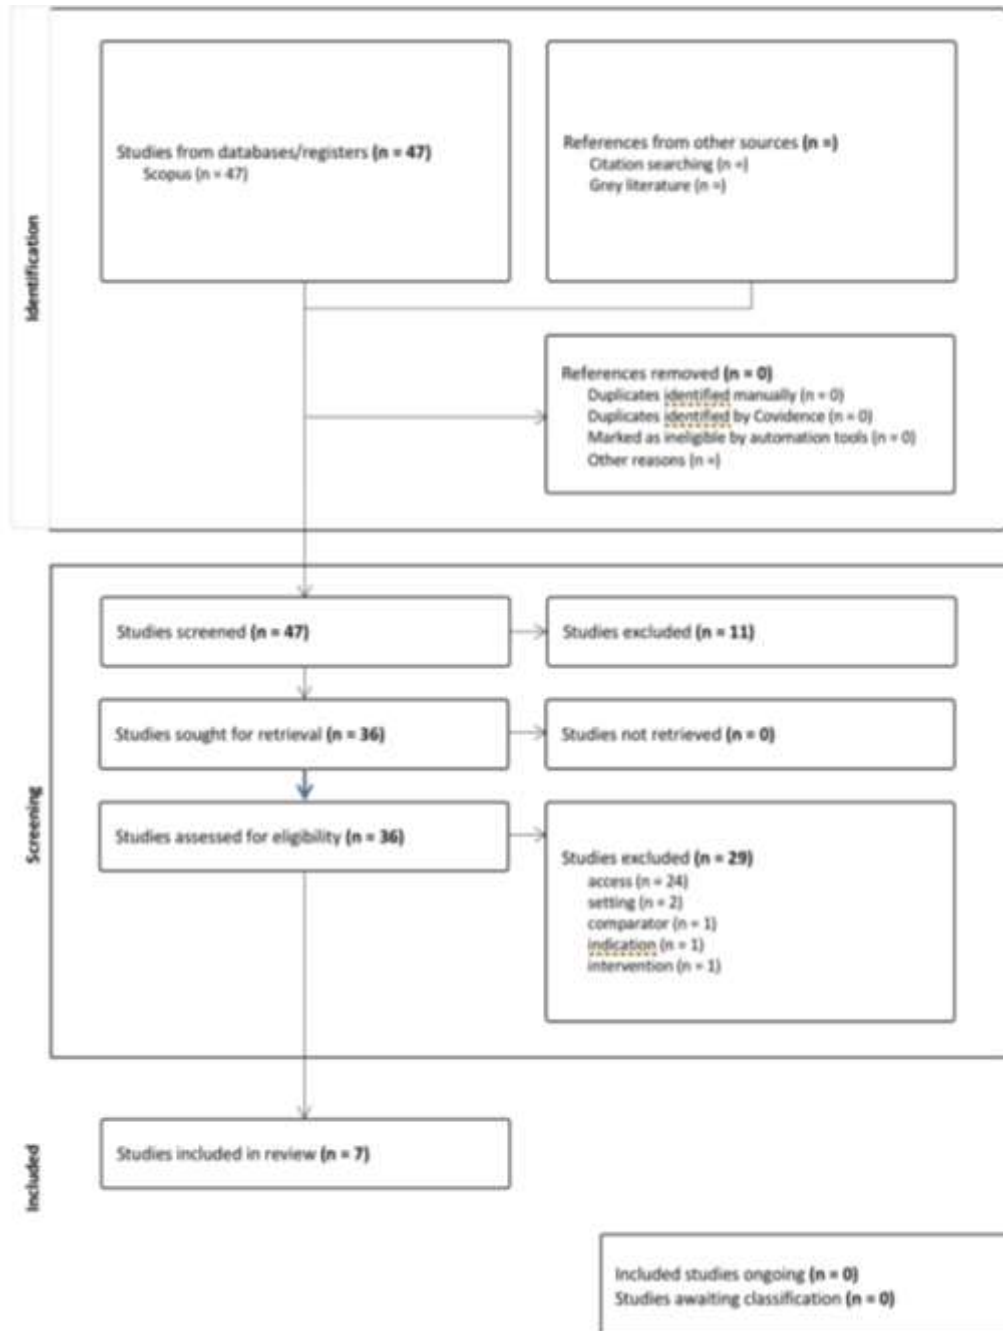 Identification
Studies from databases/registers (n = 47)
Scopus (n = 47)
References from other sources (n =)
Citation searching (n =)
Grey literature (n =)
References removed (n = 0)
Duplicates identified manually (n = 0)
Duplicates identified by Covidence (n = 0)
Marked as ineligible by automation tools (n = 0)
Other reasons (n =)
Screening
Studies screened (n = 47)
Studies excluded (n = 11)
Studies sought for retrieval (n = 36)
Studies not retrieved (n = 0)
Studies assessed for eligibility (n = 36)
Studies excluded (n = 29)
access (n = 24)
setting (n = 2)
comparator (n = 1)
indication (n = 1)
intervention (n = 1)
Included
Studies included in review (n = 7)
Included studies ongoing (n = 0)
Studies awaiting classification (n = 0)